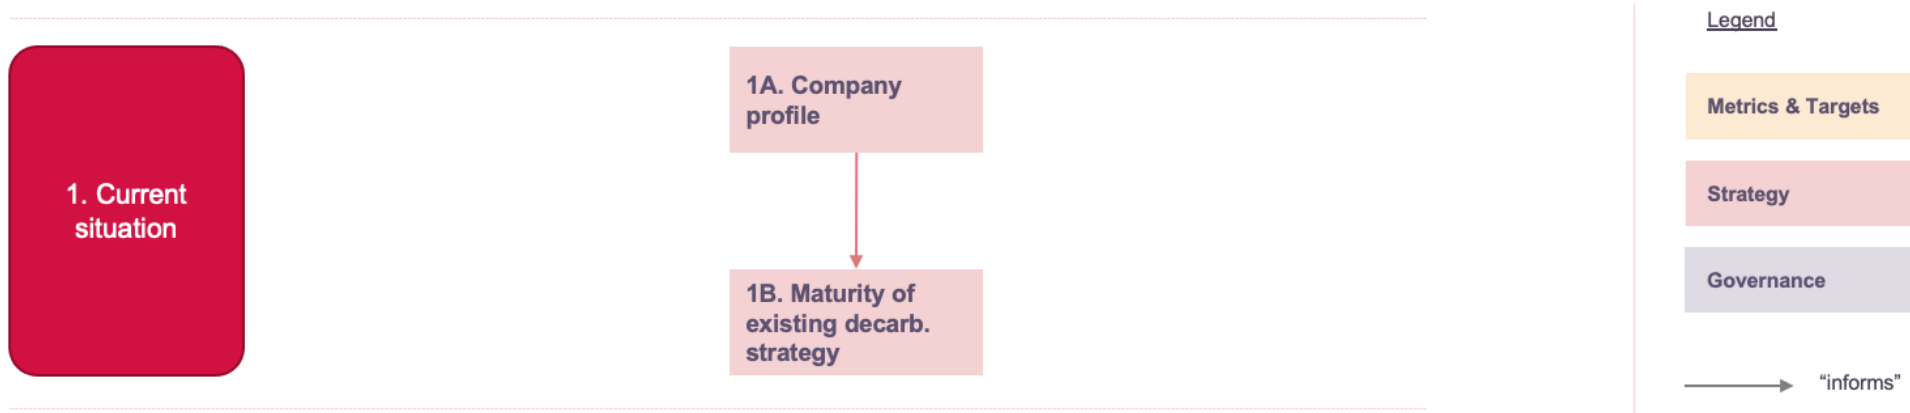 1. Current
situation
1A. Company
profile
1B. Maturity of
existing decarb.
strategy
Legend
Metrics & Targets
Strategy
Governance
“informs”